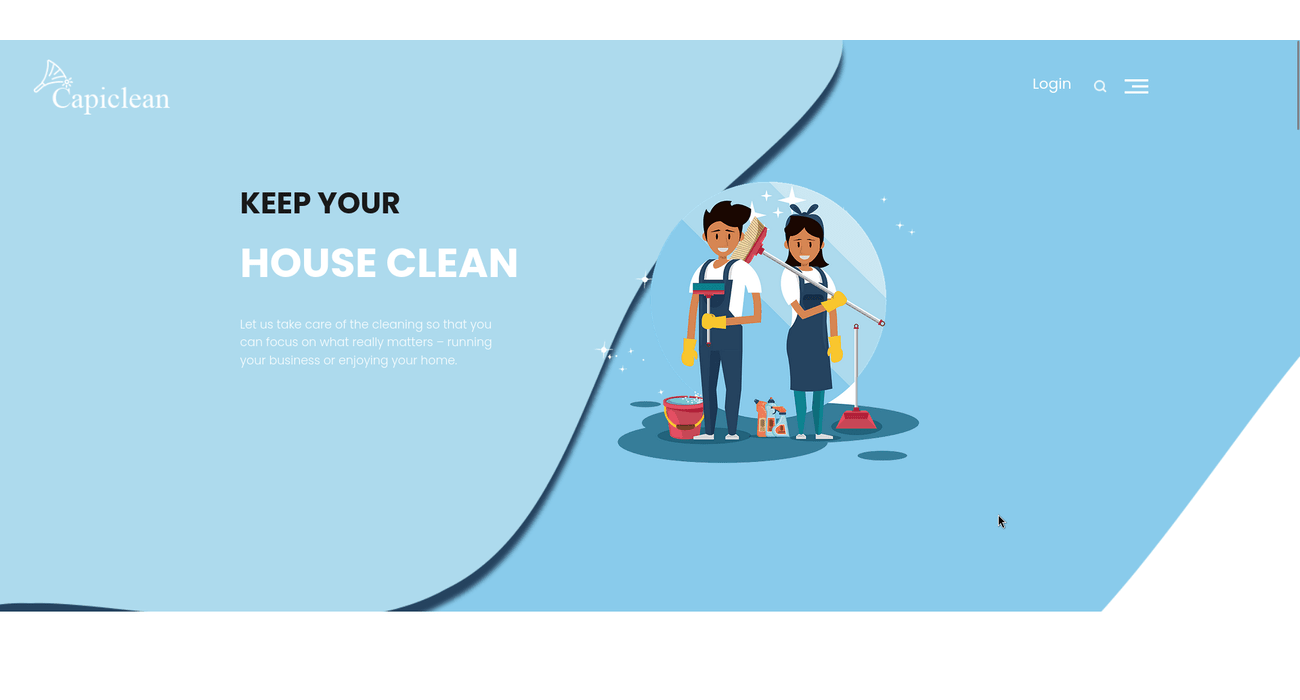 Capiclean
Login
KEEP YOUR
HOUSE CLEAN
Let us take care of the cleaning so that you
can focus on what really matters – running
your business or enjoying your home.